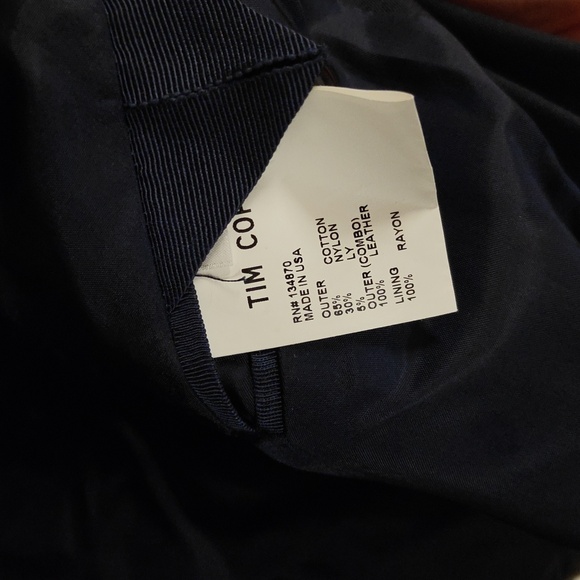 TIM COP
RN# 134870
MADE IN USA
OUTER
65% COTTON
30% NYLON
5% LY
OUTER (COMBO)
100% LEATHER
LINING
100% RAYON